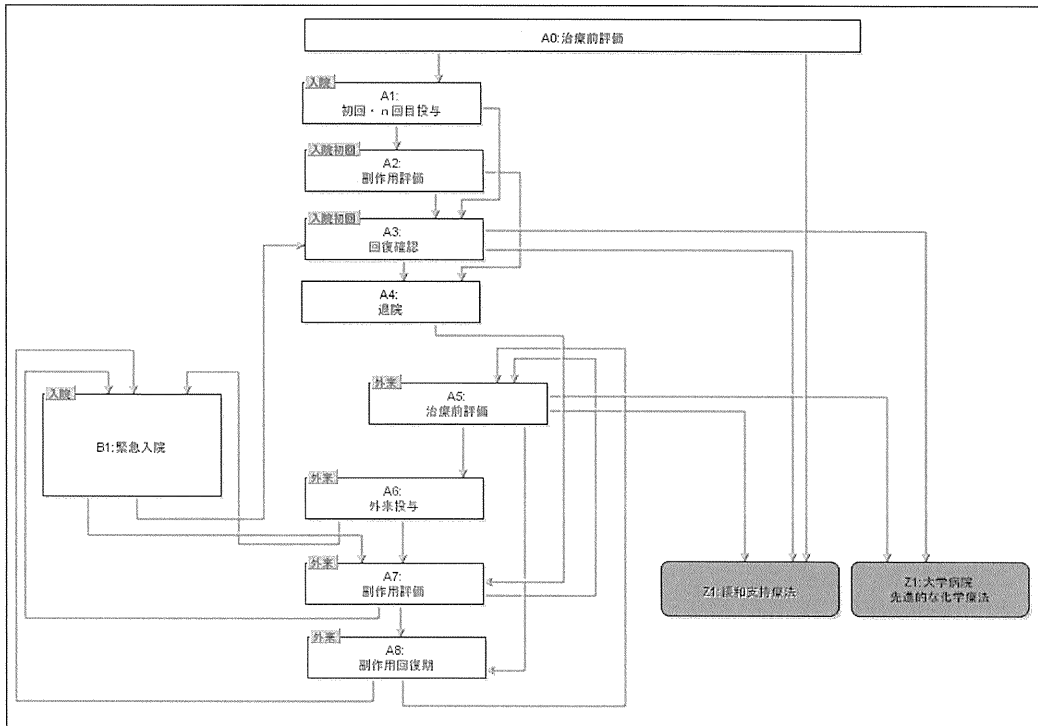 A0:治療前評価
入院
A1:
初回・n回目投与
入院初回
A2:
副作用評価
入院初回
A3:
回復確認
A4:
退院
外来
A5:
治療前評価
入院
B1:緊急入院
外来
A6:
外来投与
外来
A7:
副作用評価
Z1:緩和支持療法
Z1:大学病院
先進的な化学療法
外来
A8:
副作用回復期